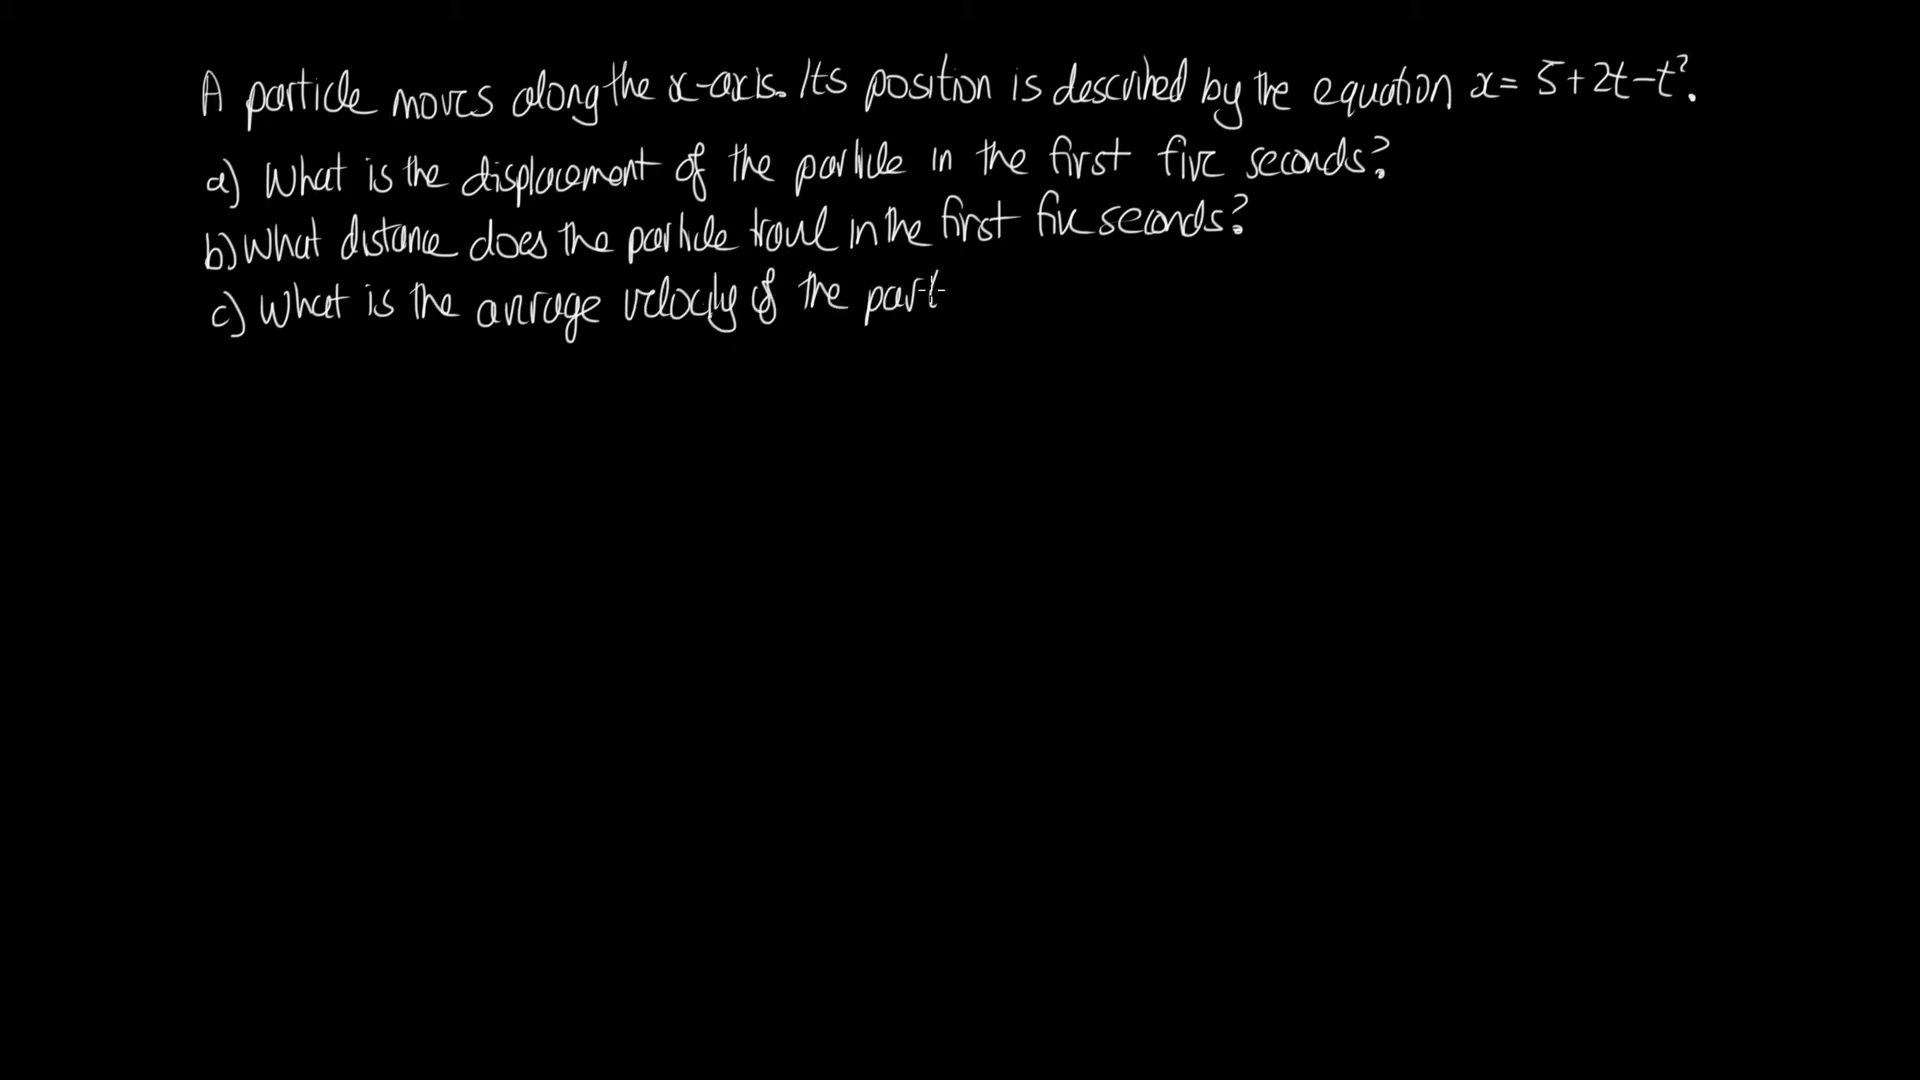 A particle moves along the x-axis. Its position is described by the equation x = 5 + 2t - t².
a) What is the displacement of the particle in the first five seconds?
b) What distance does the particle travel in the first five seconds?
c) What is the average velocity of the part